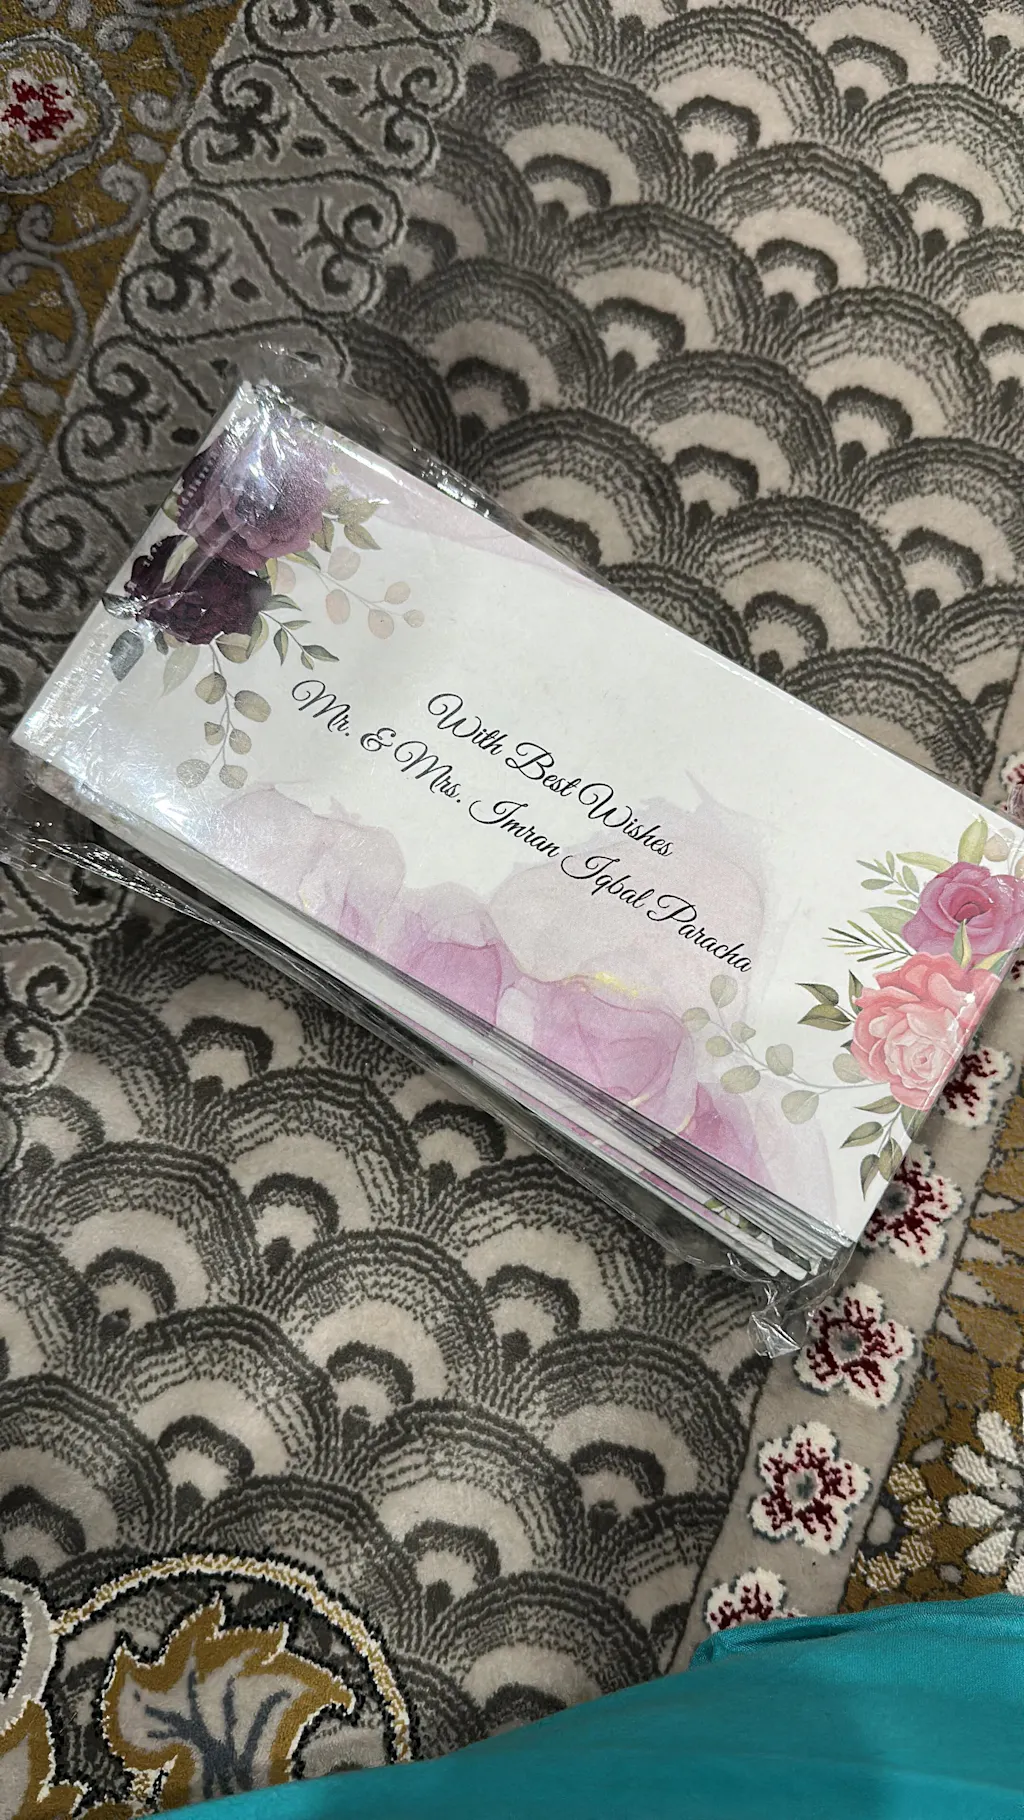 With Best Wishes
Mr. & Mrs. Imran Iqbal Paracha